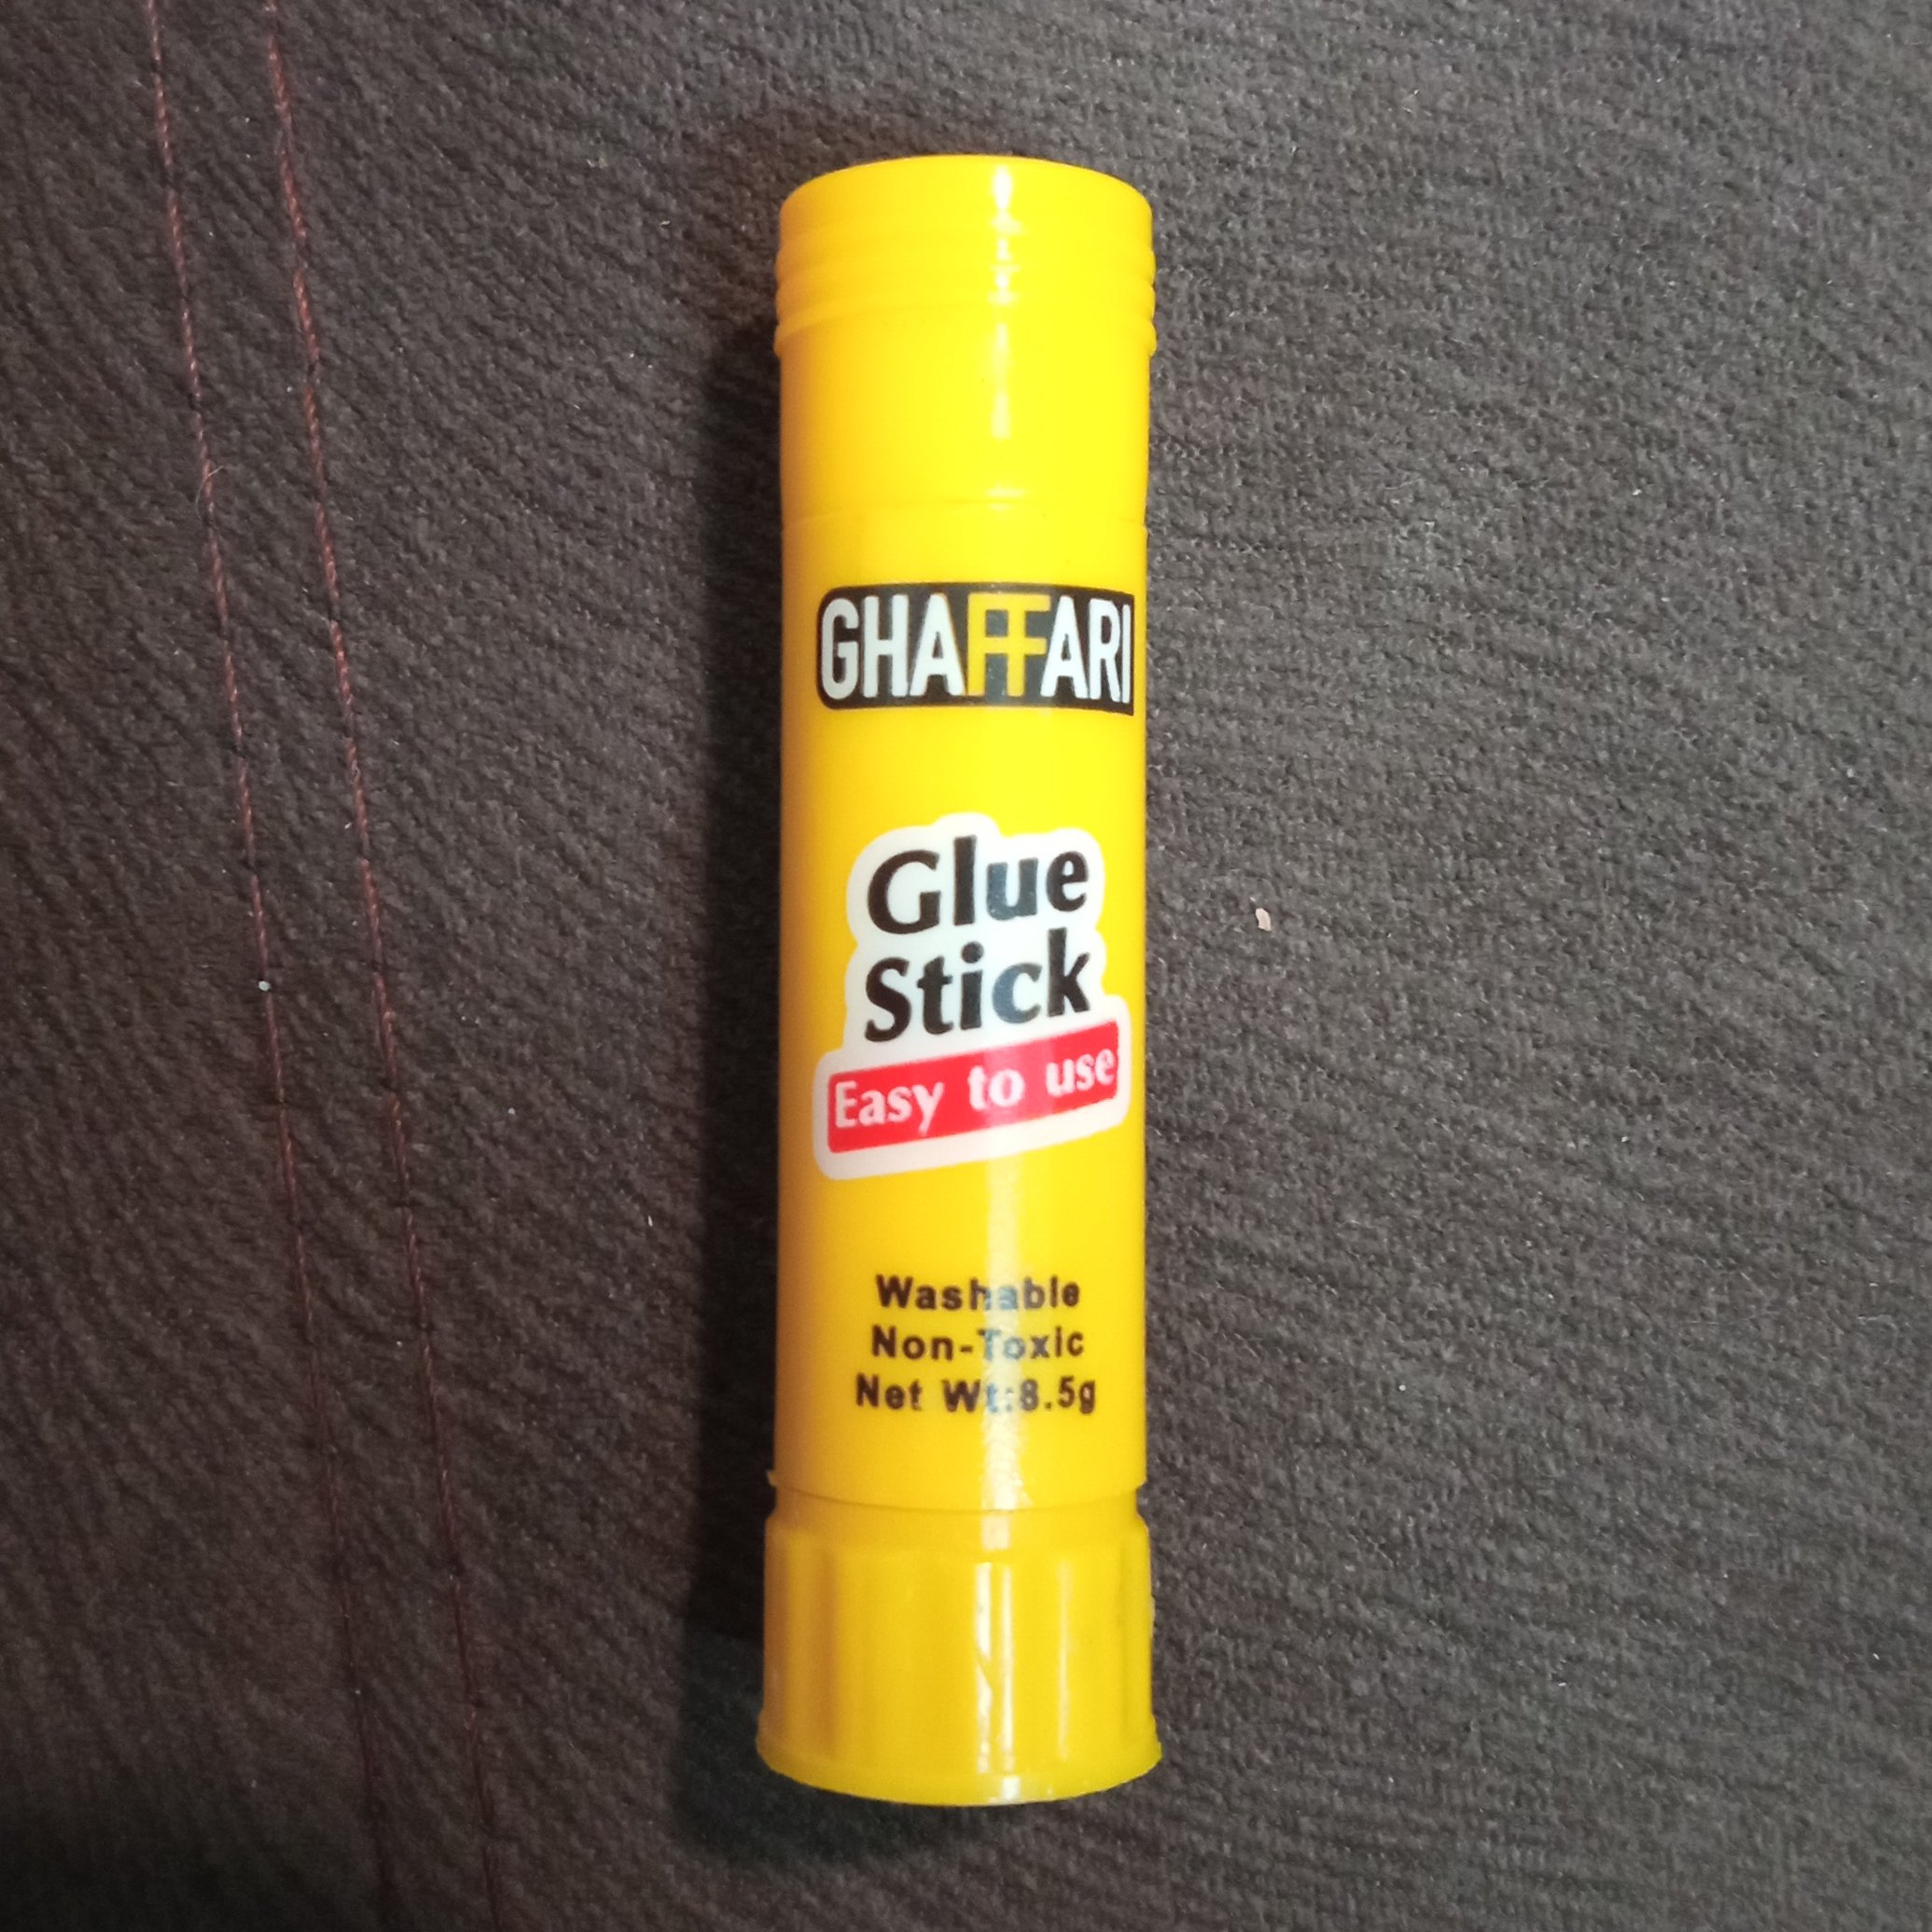 GHAFFARI
Glue
Stick
Easy to use
Washable
Non-Toxic
Net Wt:8.5g